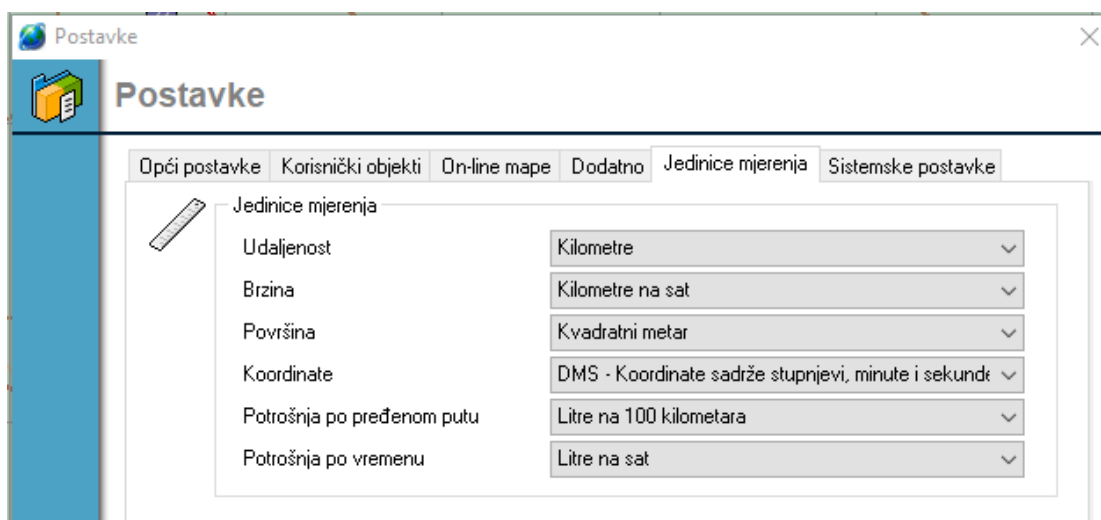 Postavke
Postavke
Opći postavke Korisnički objekti On-line mape Dodatno Jedinice mjerenja Sistemske postavke
Jedinice mjerenja
Udaljenost Kilometre
Brzina Kilometre na sat
Površina Kvadratni metar
Koordinate DMS - Koordinate sadrže stupnjevi, minute i sekunde
Potrošnja po pređenom putu Litre na 100 kilometara
Potrošnja po vremenu Litre na sat